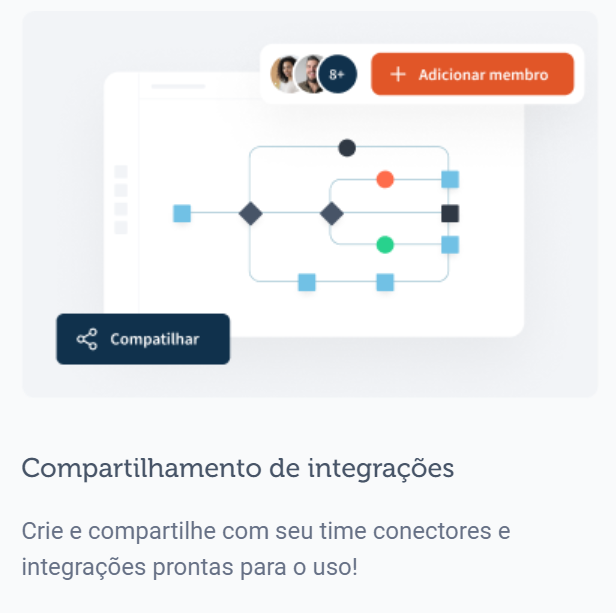 8+
Adicionar membro
Compatilhar
Compartilhamento de integrações
Crie e compartilhe com seu time conectores e
integrações prontas para o uso!